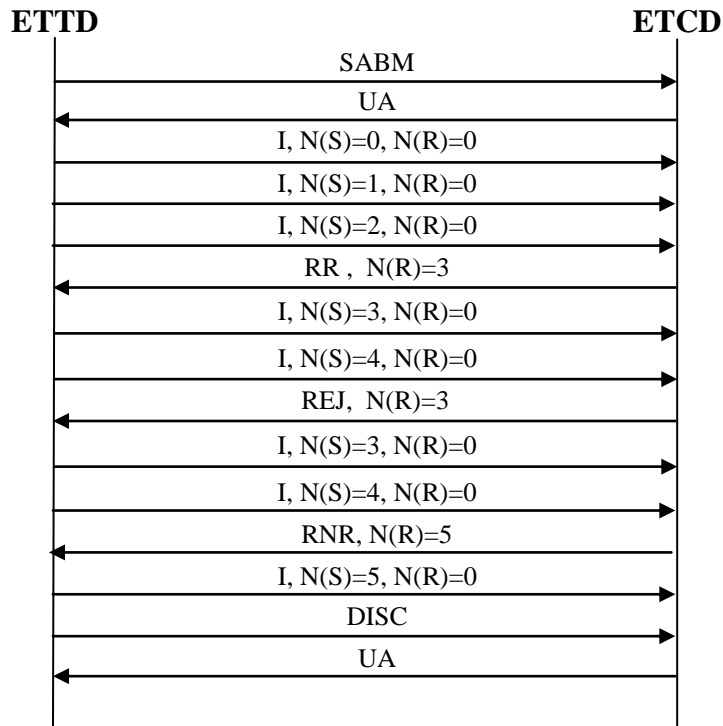 ETTD ETCD
SABM
UA
I, N(S)=0, N(R)=0
I, N(S)=1, N(R)=0
I, N(S)=2, N(R)=0
RR , N(R)=3
I, N(S)=3, N(R)=0
I, N(S)=4, N(R)=0
REJ, N(R)=3
I, N(S)=3, N(R)=0
I, N(S)=4, N(R)=0
RNR, N(R)=5
I, N(S)=5, N(R)=0
DISC
UA